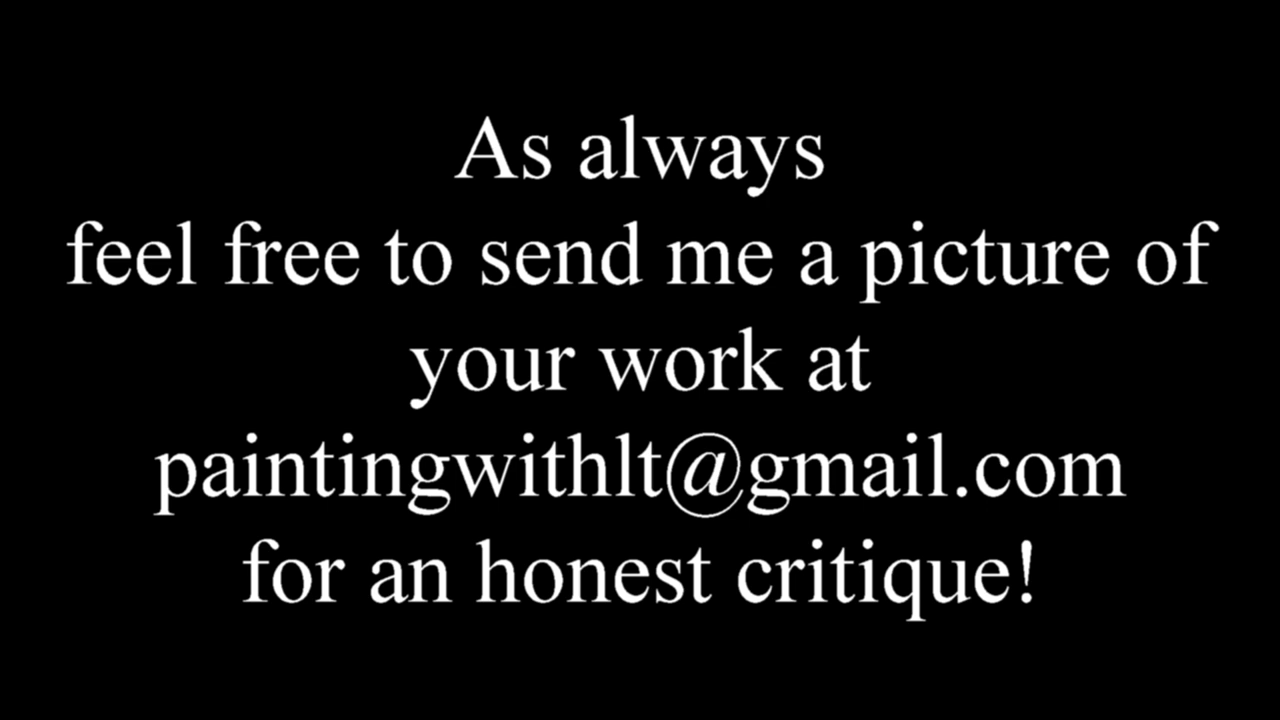 As always
feel free to send me a picture of
your work at
paintingwithlt@gmail.com
for an honest critique!